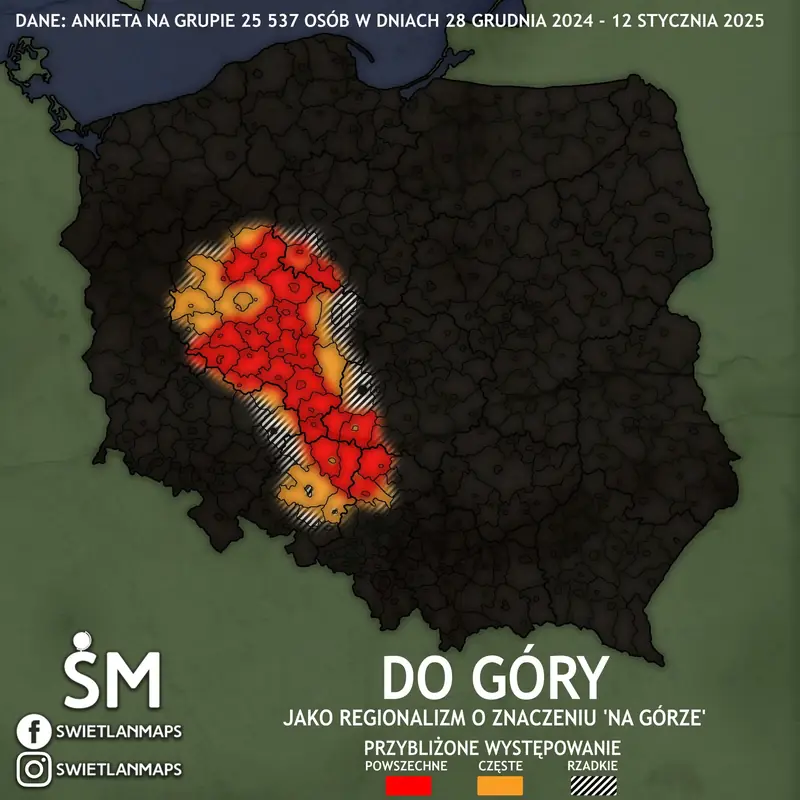 DANE: ANKIETA NA GRUPIE 25 537 OSÓB W DNIACH 28 GRUDNIA 2024 - 12 STYCZNIA 2025
ŚM
SWIETLANMAPS
SWIETLANMAPS
DO GÓRY
JAKO REGIONALIZM O ZNACZENIU 'NA GÓRZE'
PRZYBLIŻONE WYSTĘPOWANIE
POWSZECHNE CZĘSTE RZADKIE